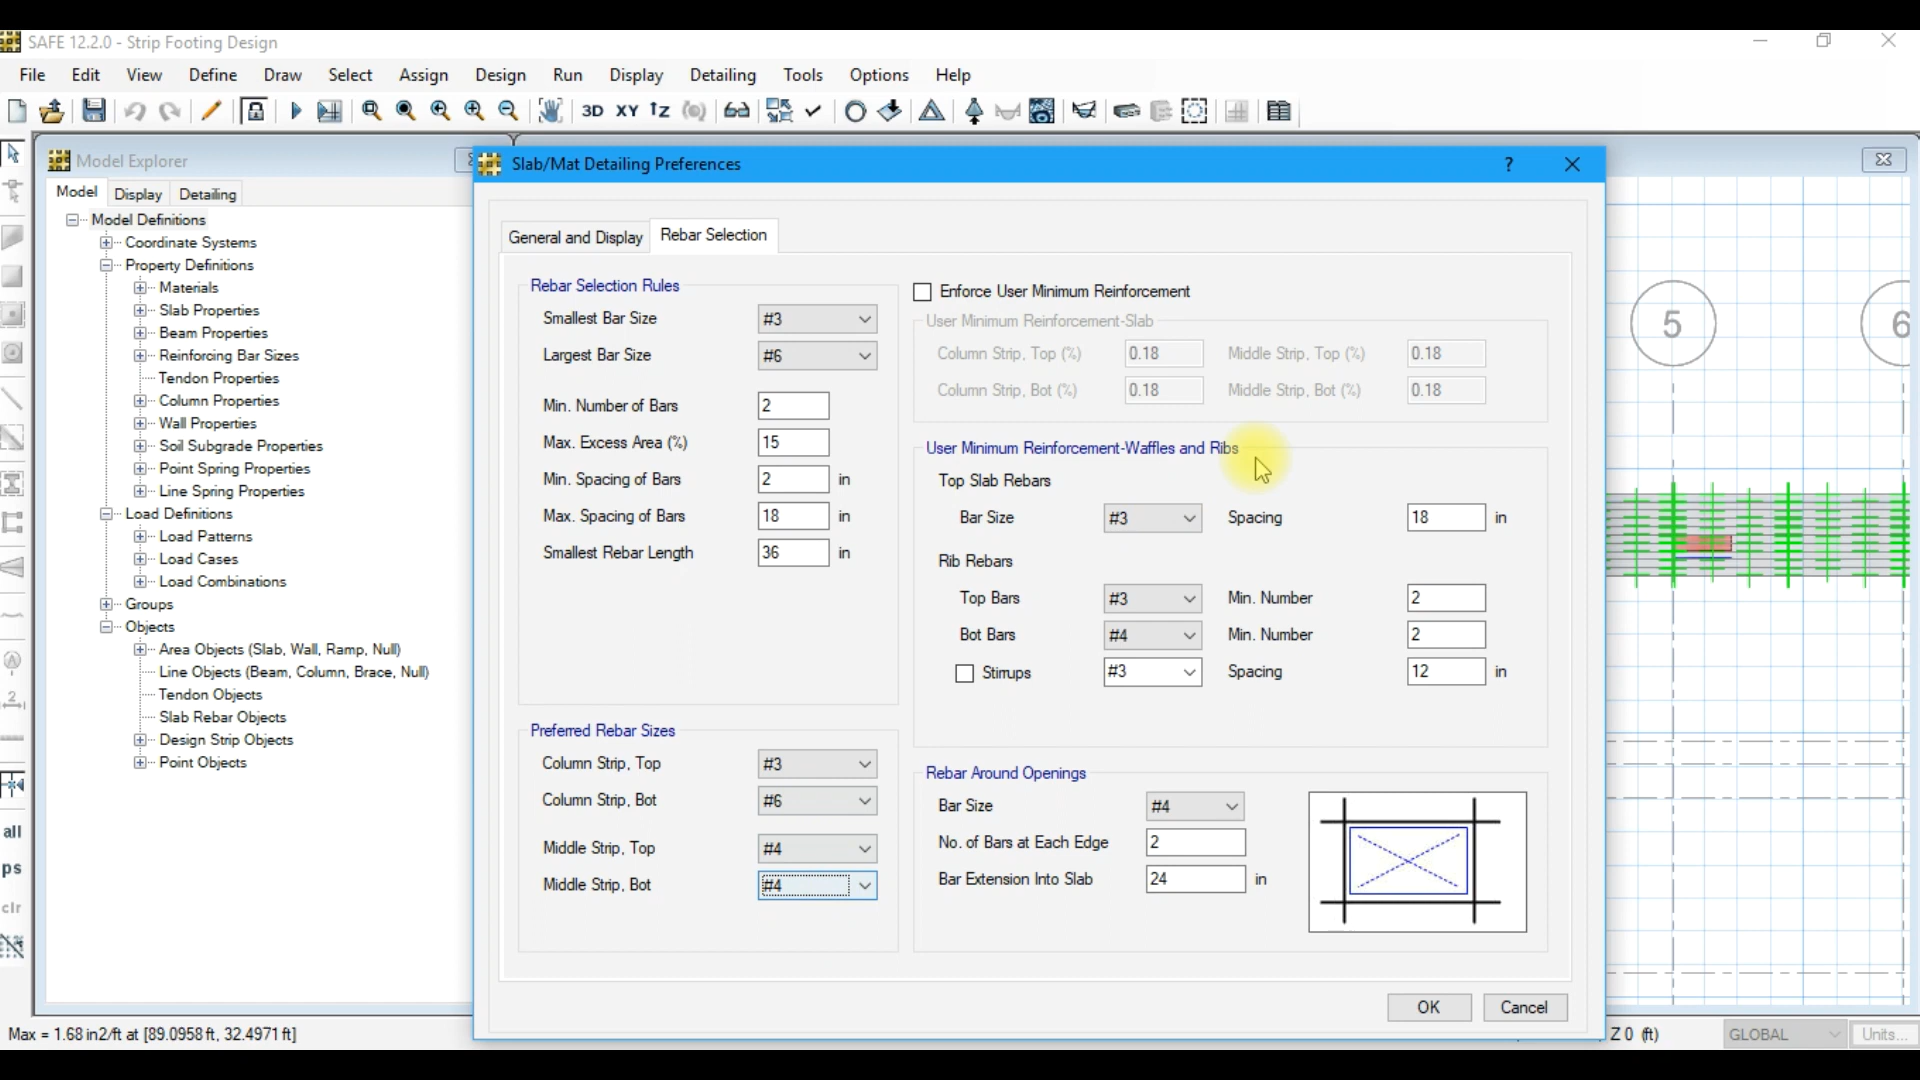 SAFE 12.2.0 - Strip Footing Design
File Edit View Define Draw Select Assign Design Run Display Detailing Tools Options Help
3D XY
Model Explorer
Model Display Detailing
Model Definitions
Coordinate Systems
Property Definitions
Materials
Slab Properties
Beam Properties
Reinforcing Bar Sizes
Tendon Properties
Column Properties
Wall Properties
Soil Subgrade Properties
Point Spring Properties
Line Spring Properties
Load Definitions
Load Patterns
Load Cases
Load Combinations
Groups
Objects
Area Objects (Slab, Wall, Ramp, Null)
Line Objects (Beam, Column, Brace, Null)
Tendon Objects
Slab Rebar Objects
Design Strip Objects
Point Objects
all
ps
clr
Slab/Mat Detailing Preferences ?
General and Display Rebar Selection
Rebar Selection Rules
Smallest Bar Size #3
Largest Bar Size #6
Min. Number of Bars 2
Max. Excess Area (%) 15
Min. Spacing of Bars 2 in
Max. Spacing of Bars 18 in
Smallest Rebar Length 36 in
Preferred Rebar Sizes
Column Strip, Top #3
Column Strip, Bot #6
Middle Strip, Top #4
Middle Strip, Bot #4
Enforce User Minimum Reinforcement
User Minimum Reinforcement-Slab
Column Strip, Top (%) 0.18 Middle Strip, Top (%) 0.18
Column Strip, Bot (%) 0.18 Middle Strip, Bot (%) 0.18
User Minimum Reinforcement-Waffles and Ribs
Top Slab Rebars
Bar Size #3 Spacing 18 in
Rib Rebars
Top Bars #3 Min. Number 2
Bot Bars #4 Min. Number 2
Stirrups #3 Spacing 12 in
Rebar Around Openings
Bar Size #4
No. of Bars at Each Edge 2
Bar Extension Into Slab 24 in
OK Cancel
5 6
Max = 1.68 in2/ft at [89.0958 ft, 32.4971 ft]
Z 0 (ft) GLOBAL Units...